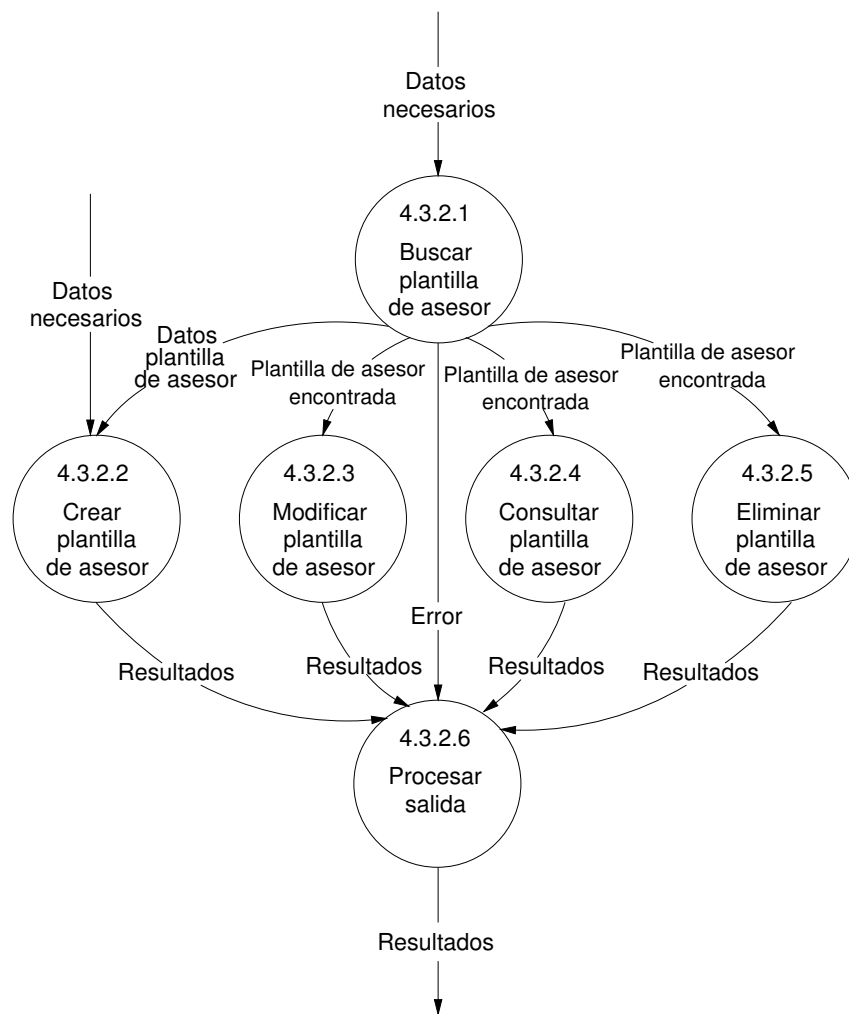 Datos
necesarios
4.3.2.1
Buscar
plantilla
de asesor
Datos
necesarios
Datos
plantilla
de asesor
Plantilla de asesor
encontrada
Plantilla de asesor
encontrada
Plantilla de asesor
encontrada
4.3.2.2
Crear
plantilla
de asesor
4.3.2.3
Modificar
plantilla
de asesor
4.3.2.4
Consultar
plantilla
de asesor
4.3.2.5
Eliminar
plantilla
de asesor
Error
Resultados
Resultados
Resultados
Resultados
4.3.2.6
Procesar
salida
Resultados